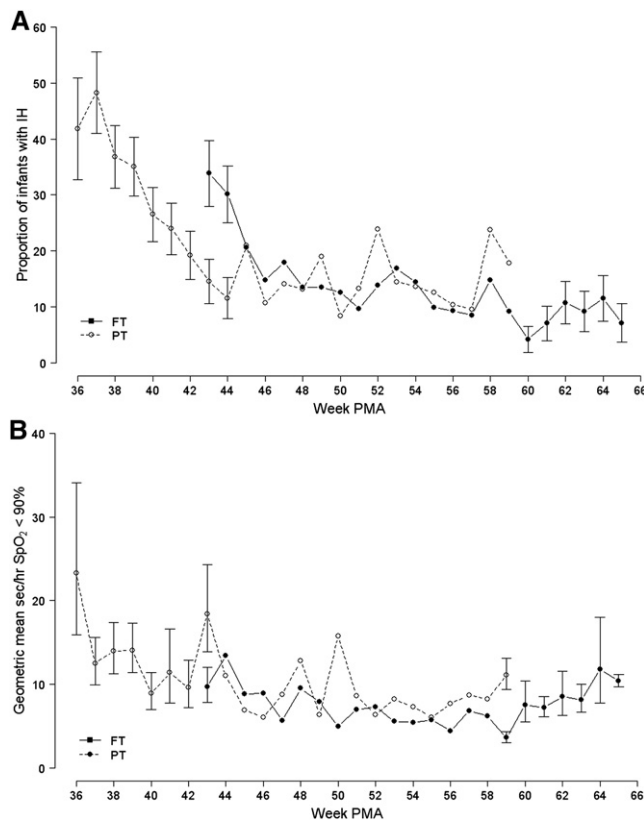 A
60
50
40
30
20
10
0
Proportion of infants with IH
FT
PT
36 38 40 42 44 46 48 50 52 54 56 58 60 62 64 66
Week PMA
B
40
30
20
10
0
Geometric mean sec/hr SpO₂ < 90%
FT
PT
36 38 40 42 44 46 48 50 52 54 56 58 60 62 64 66
Week PMA